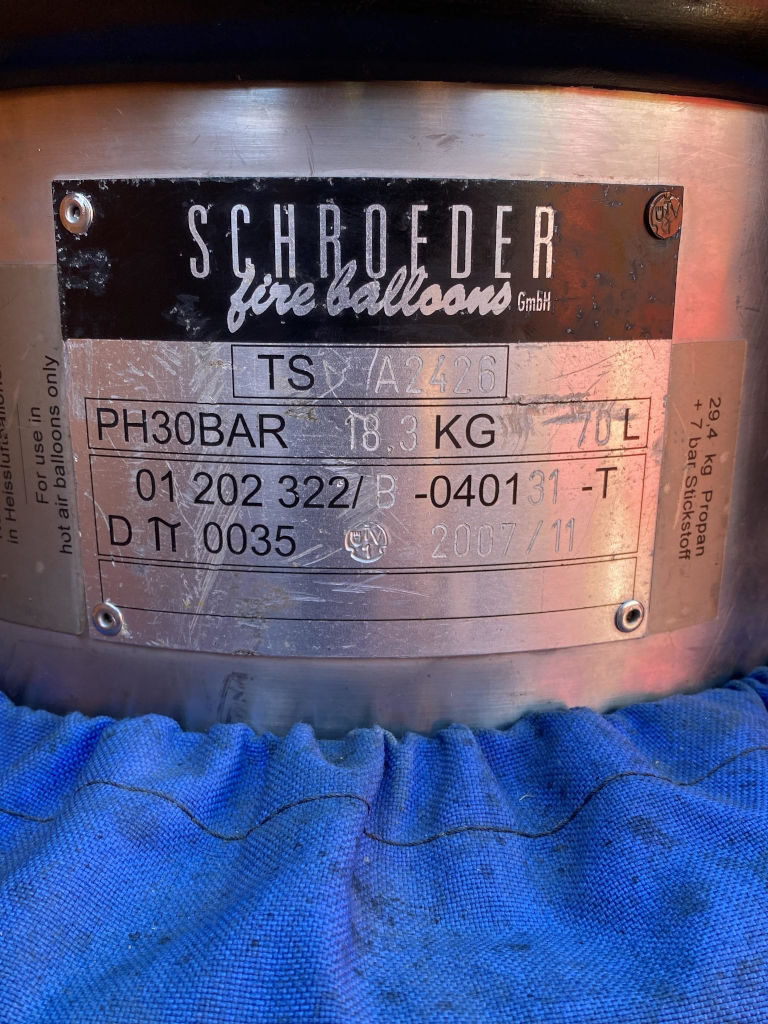 SCHROEDER
fire balloons GmbH
TS /A2426
PH30BAR 18.3 KG 70 L
01 202 322/B -040131 -T
D π 0035 TÜV 2007/11
For use in
hot air balloons only
29,4 kg Propan
+ 7 bar Stickstoff